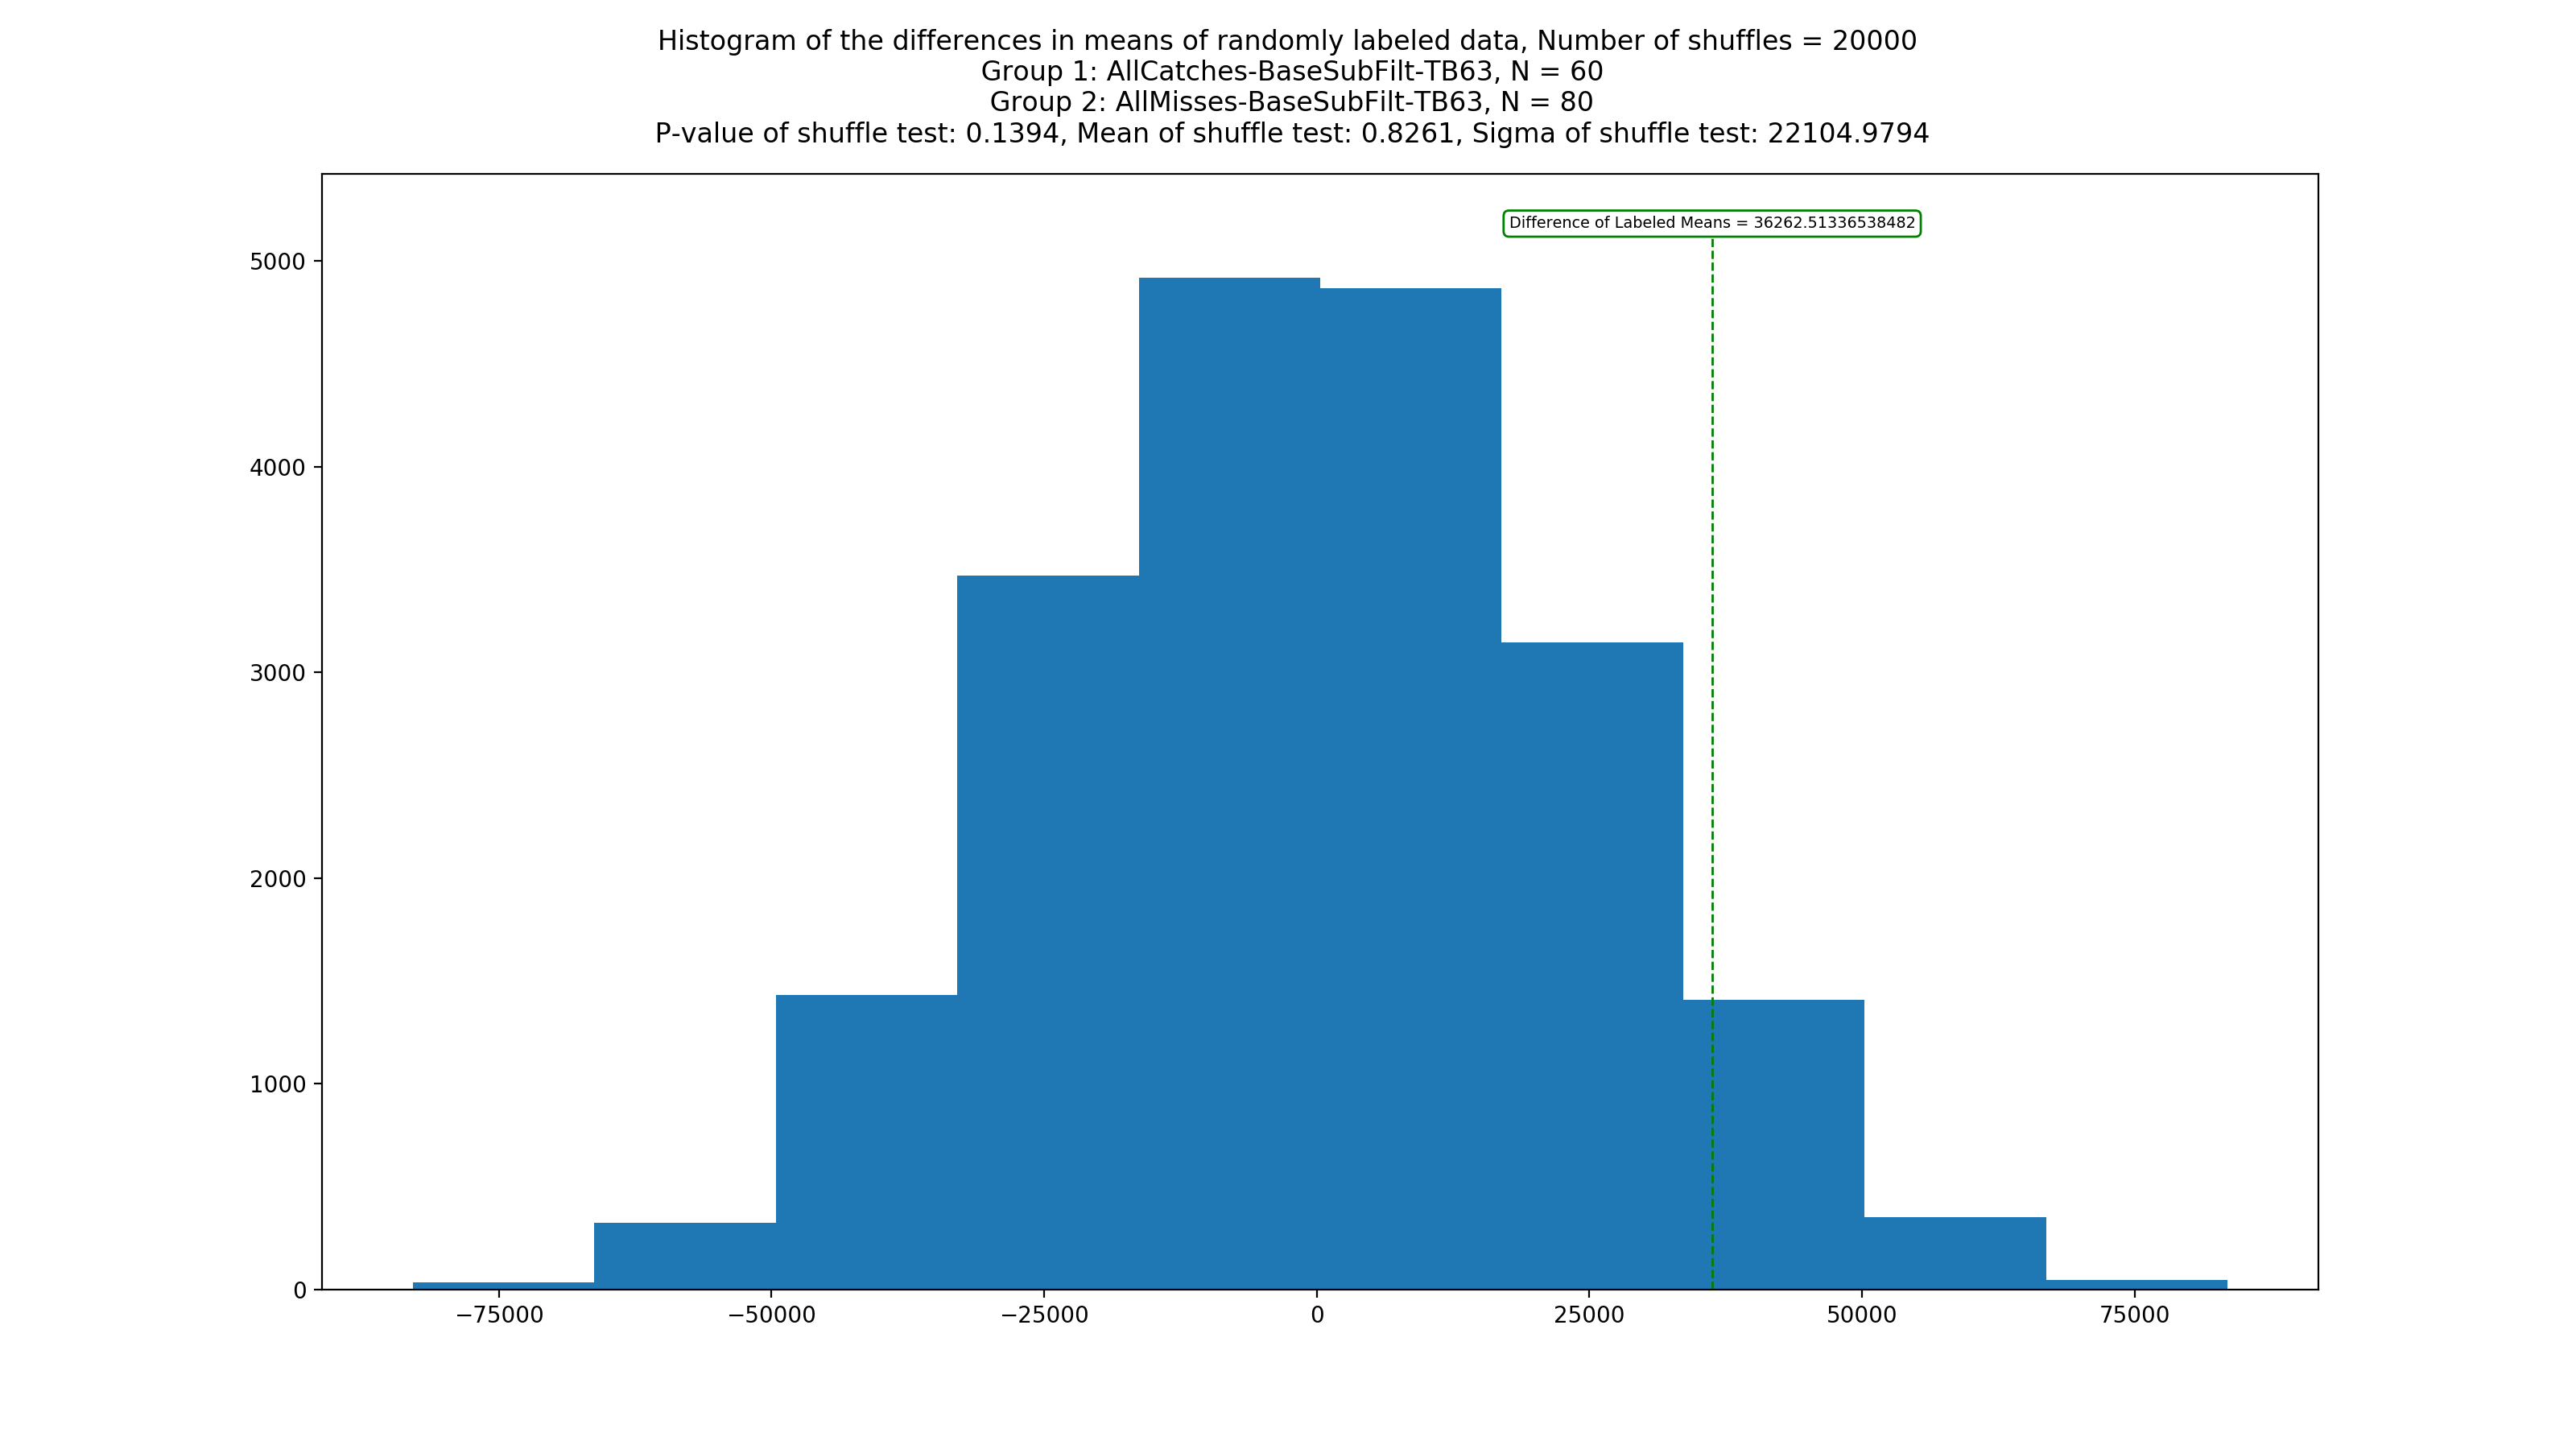 Histogram of the differences in means of randomly labeled data, Number of shuffles = 20000
Group 1: AllCatches-BaseSubFilt-TB63, N = 60
Group 2: AllMisses-BaseSubFilt-TB63, N = 80
P-value of shuffle test: 0.1394, Mean of shuffle test: 0.8261, Sigma of shuffle test: 22104.9794
Difference of Labeled Means = 36262.51336538482
5000
4000
3000
2000
1000
0
−75000 −50000 −25000 0 25000 50000 75000